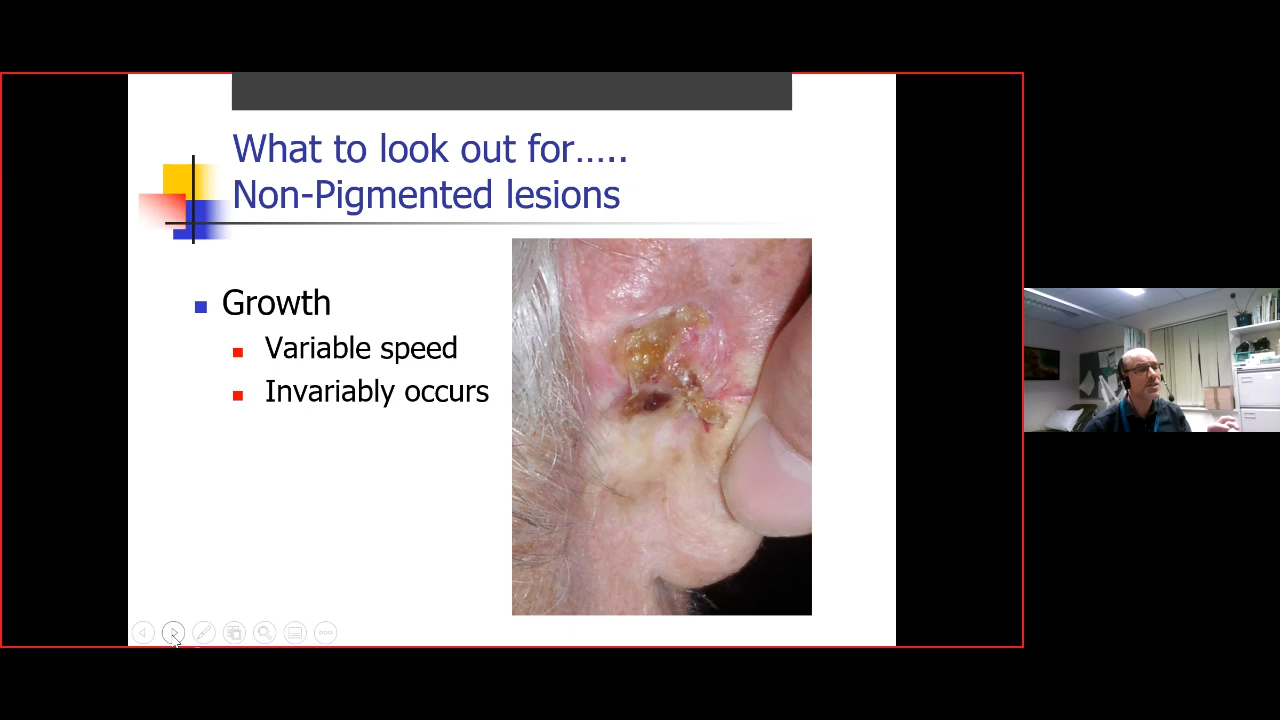 What to look out for.....
Non-Pigmented lesions
Growth
Variable speed
Invariably occurs